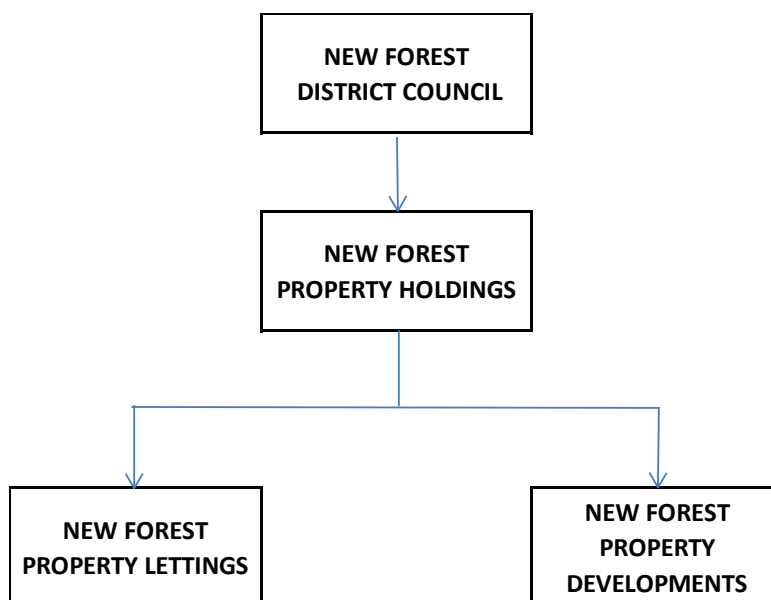 NEW FOREST
DISTRICT COUNCIL
NEW FOREST
PROPERTY HOLDINGS
NEW FOREST
PROPERTY LETTINGS
NEW FOREST
PROPERTY
DEVELOPMENTS